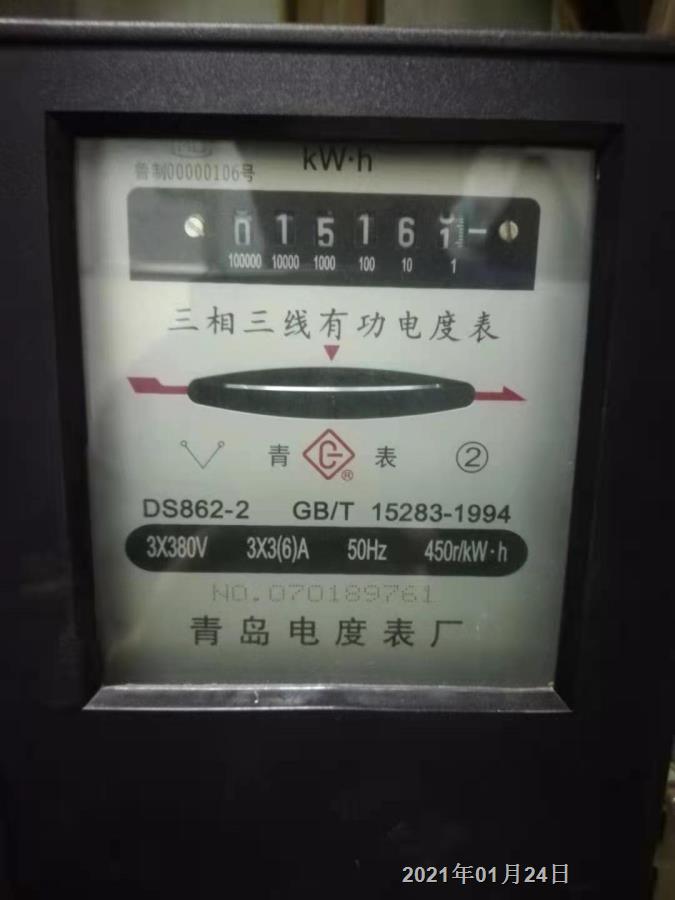 鲁制00000106号
kW·h
0 1 5 1 6 1
100000 10000 1000 100 10 1
三相三线有功电度表
青 G ® 表 ②
DS862-2 GB/T 15283-1994
3X380V 3X3(6)A 50Hz 450r/kW·h
NO.070189761
青岛电度表厂
2021年01月24日